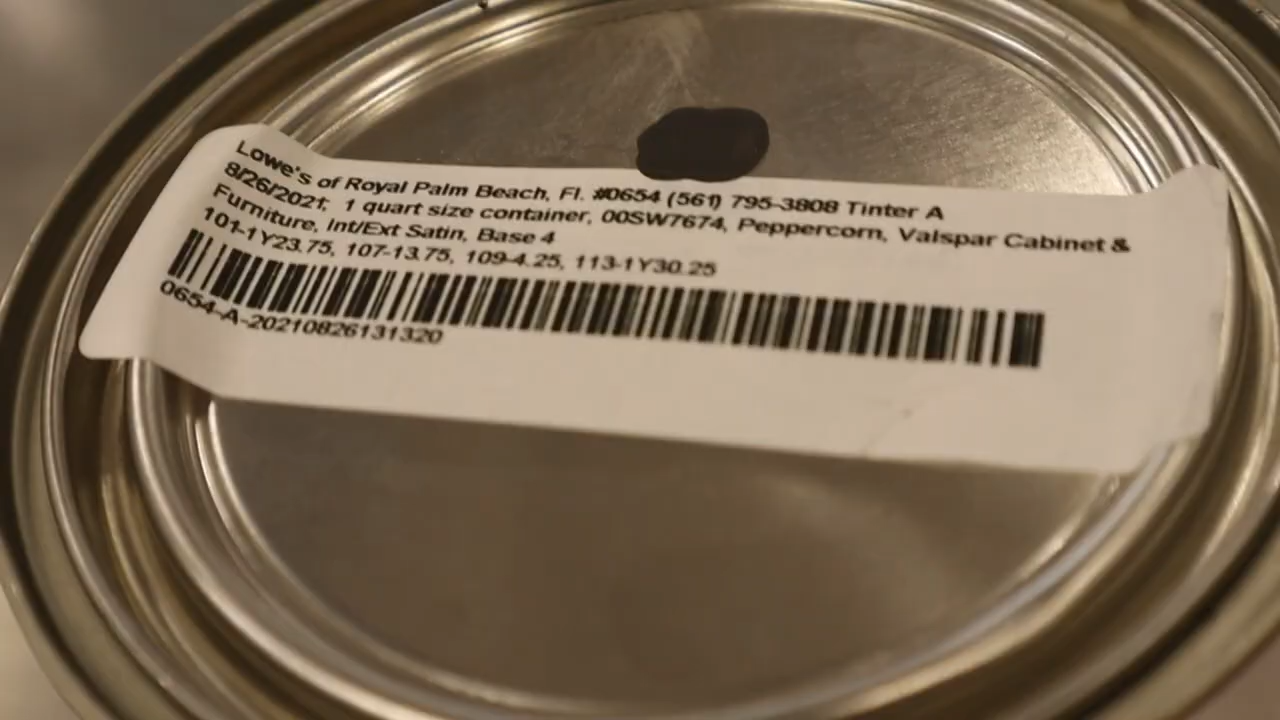 Lowe's of Royal Palm Beach, Fl. #0654 (561) 795-3808 Tinter A
8/26/2021, 1 quart size container, 00SW7674, Peppercorn, Valspar Cabinet &
Furniture, Int/Ext Satin, Base 4
101-1Y23.75, 107-13.75, 109-4.25, 113-1Y30.25
0654-A-20210826131320